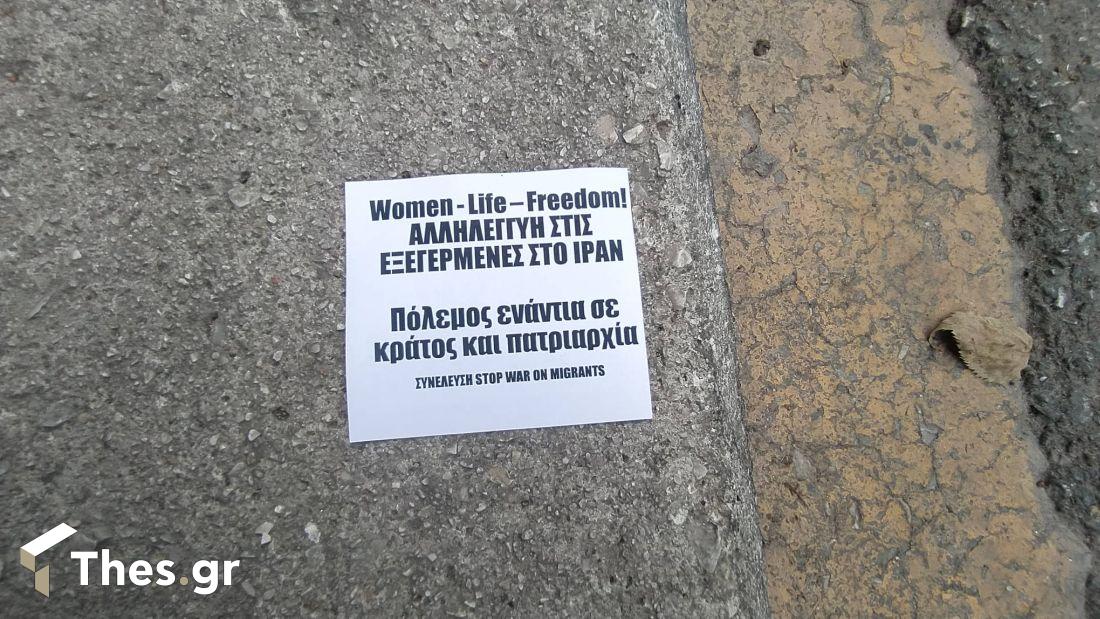 Women - Life – Freedom!
ΑΛΛΗΛΕΓΓΥΗ ΣΤΙΣ
ΕΞΕΓΕΡΜΕΝΕΣ ΣΤΟ ΙΡΑΝ
Πόλεμος ενάντια σε
κράτος και πατριαρχία
ΣΥΝΕΛΕΥΣΗ STOP WAR ON MIGRANTS
Thes.gr